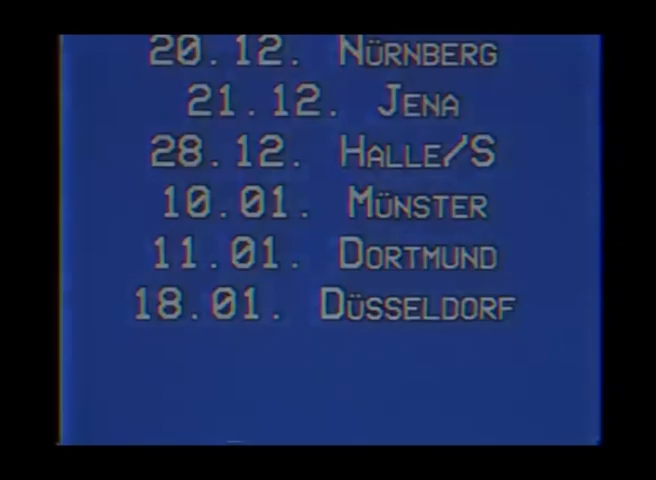 20.12. Nürnberg
21.12. Jena
28.12. Halle/S
10.01. Münster
11.01. Dortmund
18.01. Düsseldorf